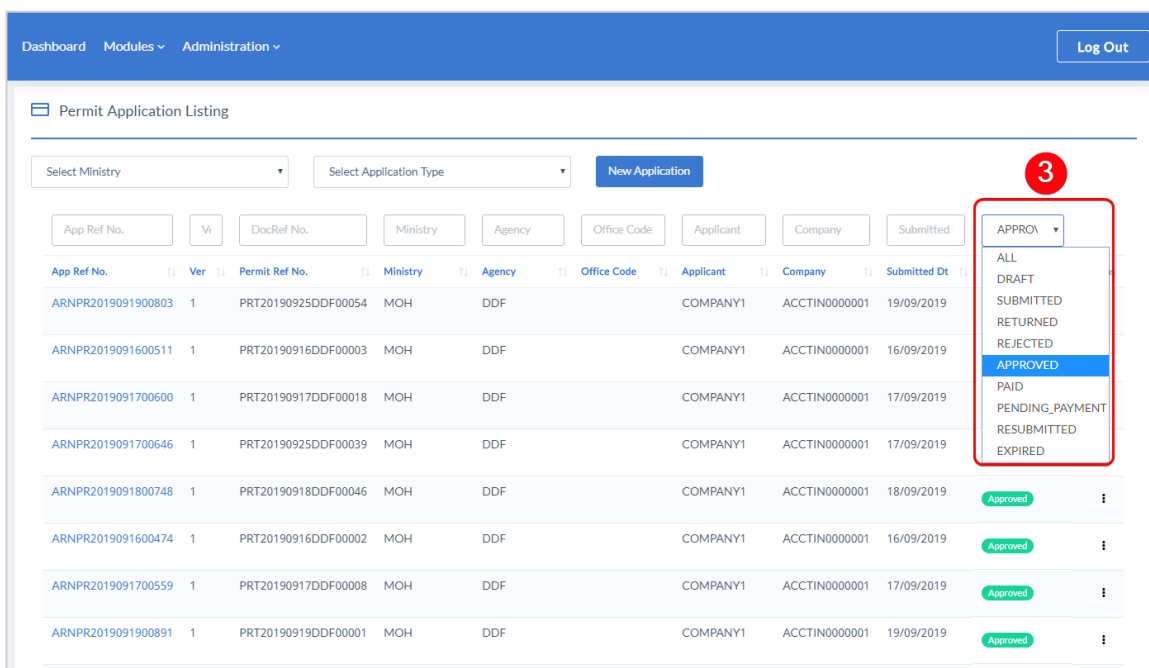 Dashboard Modules Administration Log Out
Permit Application Listing
3
Select Ministry Select Application Type New Application
App Ref No. Ve DocRef No. Ministry Agency Office Code Applicant Company Submitted APPROV
ALL
App Ref No. Ver Permit Ref No. Ministry Agency Office Code Applicant Company Submitted Dt
DRAFT
ARNPR2019091900803 1 PRT20190925DDF00054 MOH DDF COMPANY1 ACCTIN0000001 19/09/2019 SUBMITTED
RETURNED
ARNPR2019091600511 1 PRT20190916DDF00003 MOH DDF COMPANY1 ACCTIN0000001 16/09/2019 REJECTED
APPROVED
PAID
ARNPR2019091700600 1 PRT20190917DDF00018 MOH DDF COMPANY1 ACCTIN0000001 17/09/2019
PENDING_PAYMENT
RESUBMITTED
ARNPR2019091700646 1 PRT20190925DDF00039 MOH DDF COMPANY1 ACCTIN0000001 17/09/2019 EXPIRED
ARNPR2019091800748 1 PRT20190918DDF00046 MOH DDF COMPANY1 ACCTIN0000001 18/09/2019 Approved
ARNPR2019091600474 1 PRT20190916DDF00002 MOH DDF COMPANY1 ACCTIN0000001 16/09/2019 Approved
ARNPR2019091700559 1 PRT20190917DDF00008 MOH DDF COMPANY1 ACCTIN0000001 17/09/2019 Approved
ARNPR2019091900891 1 PRT20190919DDF00001 MOH DDF COMPANY1 ACCTIN0000001 19/09/2019 Approved